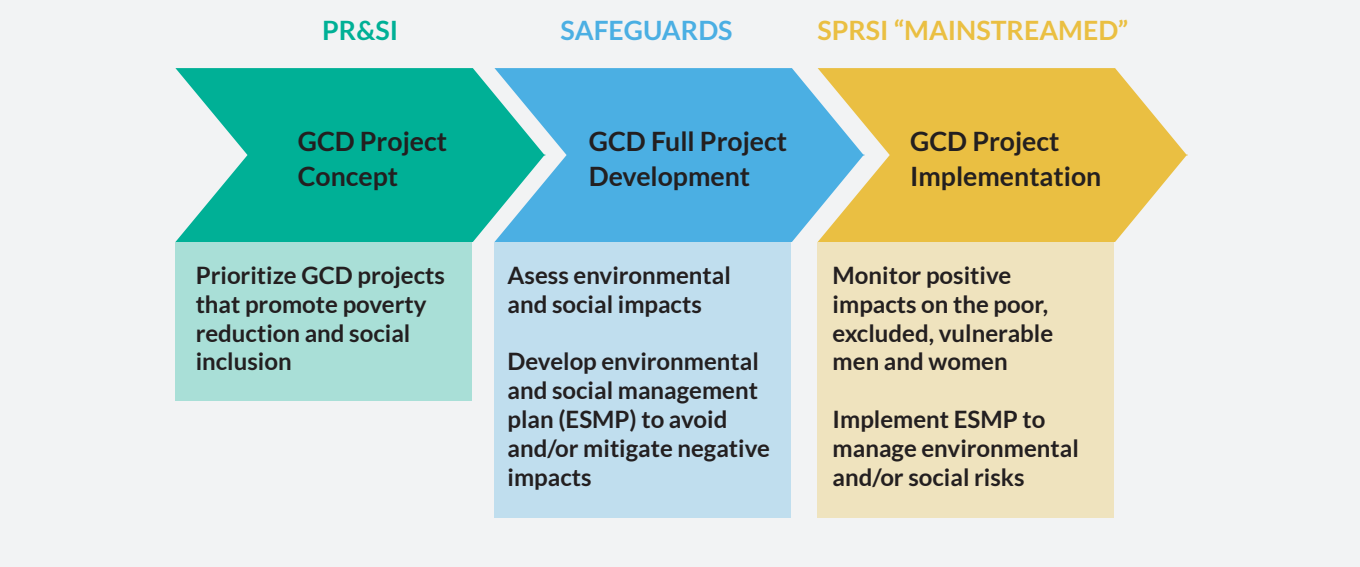 PR&SI
SAFEGUARDS
SPRSI “MAINSTREAMED”
GCD Project
Concept
GCD Full Project
Development
GCD Project
Implementation
Prioritize GCD projects
that promote poverty
reduction and social
inclusion
Asess environmental
and social impacts
Develop environmental
and social management
plan (ESMP) to avoid
and/or mitigate negative
impacts
Monitor positive
impacts on the poor,
excluded, vulnerable
men and women
Implement ESMP to
manage environmental
and/or social risks